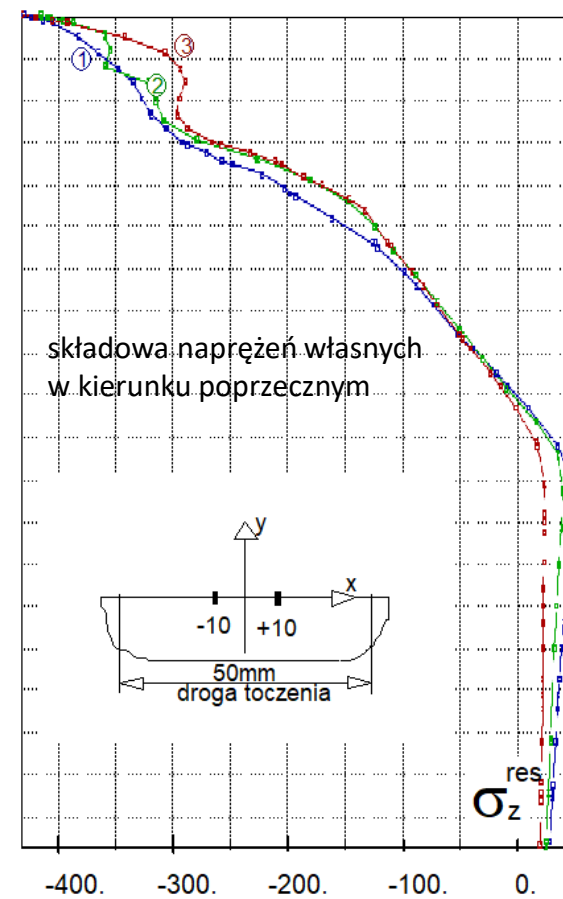 1
2
3
składowa naprężeń własnych
w kierunku poprzecznym
y
x
-10
+10
50mm
droga toczenia
σz res
-400.
-300.
-200.
-100.
0.